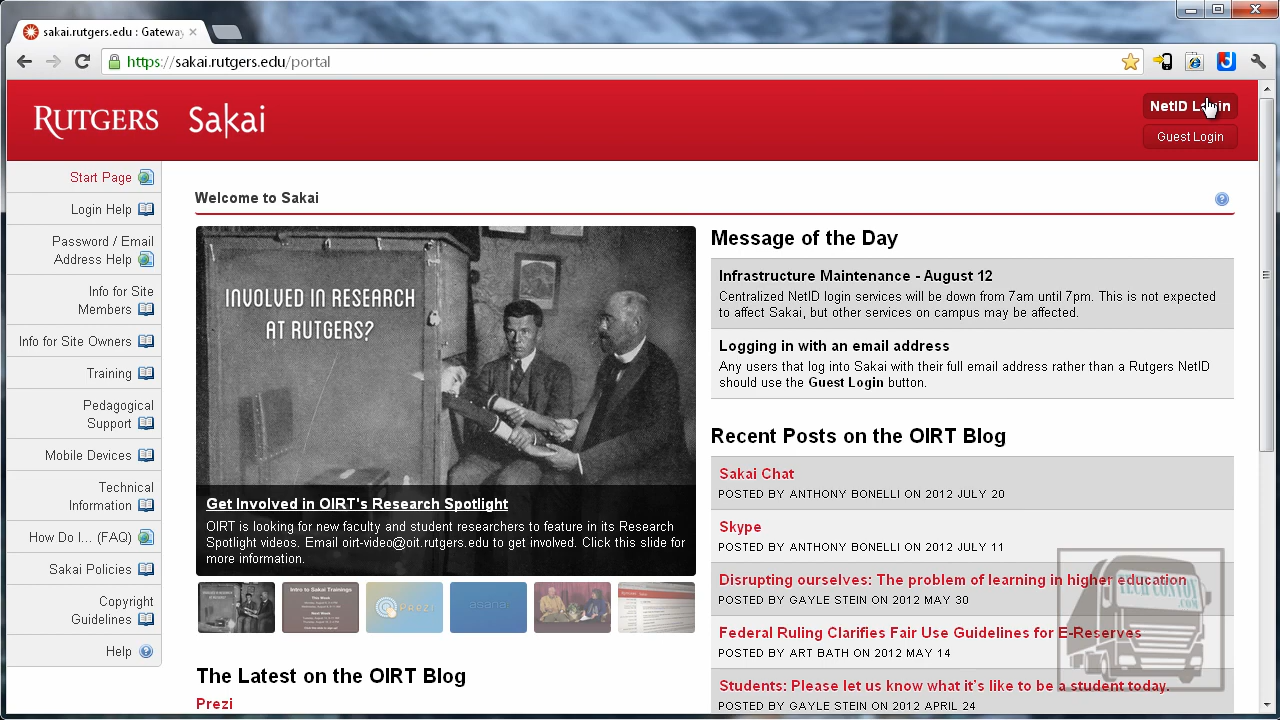 sakai.rutgers.edu : Gateway
https://sakai.rutgers.edu/portal
RUTGERS Sakai
NetID Login
Guest Login
Start Page
Login Help
Password / Email
Address Help
Info for Site
Members
Info for Site Owners
Training
Pedagogical
Support
Mobile Devices
Technical
Information
How Do I... (FAQ)
Sakai Policies
Copyright
Guidelines
Help
Welcome to Sakai
INVOLVED IN RESEARCH
AT RUTGERS?
Get Involved in OIRT's Research Spotlight
OIRT is looking for new faculty and student researchers to feature in its Research
Spotlight videos. Email oirt-video@oit.rutgers.edu to get involved. Click this slide for
more information.
Intro to Sakai Trainings
PREZI
asana
The Latest on the OIRT Blog
Prezi
Message of the Day
Infrastructure Maintenance - August 12
Centralized NetID login services will be down from 7am until 7pm. This is not expected
to affect Sakai, but other services on campus may be affected.
Logging in with an email address
Any users that log into Sakai with their full email address rather than a Rutgers NetID
should use the Guest Login button.
Recent Posts on the OIRT Blog
Sakai Chat
POSTED BY ANTHONY BONELLI ON 2012 JULY 20
Skype
POSTED BY ANTHONY BONELLI ON 2012 JULY 11
Disrupting ourselves: The problem of learning in higher education
POSTED BY GAYLE STEIN ON 2012 MAY 30
Federal Ruling Clarifies Fair Use Guidelines for E-Reserves
POSTED BY ART BATH ON 2012 MAY 14
Students: Please let us know what it's like to be a student today.
POSTED BY GAYLE STEIN ON 2012 APRIL 24
TECH CONVOY
.COM